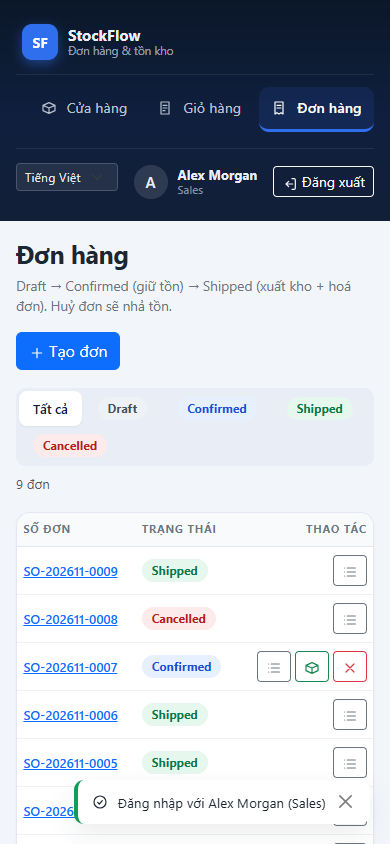 SF
StockFlow
Đơn hàng & tồn kho
Cửa hàng
Giỏ hàng
Đơn hàng
Tiếng Việt
A
Alex Morgan
Sales
Đăng xuất
Đơn hàng
Draft → Confirmed (giữ tồn) → Shipped (xuất kho + hoá
đơn). Huỷ đơn sẽ nhả tồn.
+ Tạo đơn
Tất cả
Draft
Confirmed
Shipped
Cancelled
9 đơn
SỐ ĐƠN TRẠNG THÁI THAO TÁC
SO-202611-0009 Shipped
SO-202611-0008 Cancelled
SO-202611-0007 Confirmed
SO-202611-0006 Shipped
SO-202611-0005 Shipped
SO-2026
Đăng nhập với Alex Morgan (Sales)